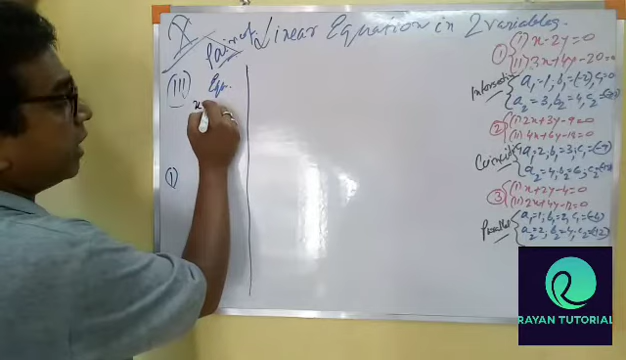 X
Pair of Linear Equation in 2 variables.
(III) Eqn.
x
(1)
(1) (i) x-2y=0
(ii) 3x+4y-20=0
Intersect
a₁=1, b₁=(-2), c₁=0
a₂=3, b₂=4, c₂=(-20)
(2) (i) 2x+3y-9=0
(ii) 4x+6y-18=0
a₁=2, b₁=3, c₁=(-9)
a₂=4, b₂=6, c₂=(-18)
(3) (i) x+2y-4=0
(ii) 2x+4y-12=0
Parallel
a₁=1, b₁=2, c₁=(-4)
a₂=2, b₂=4, c₂=(-12)
RAYAN TUTORIAL